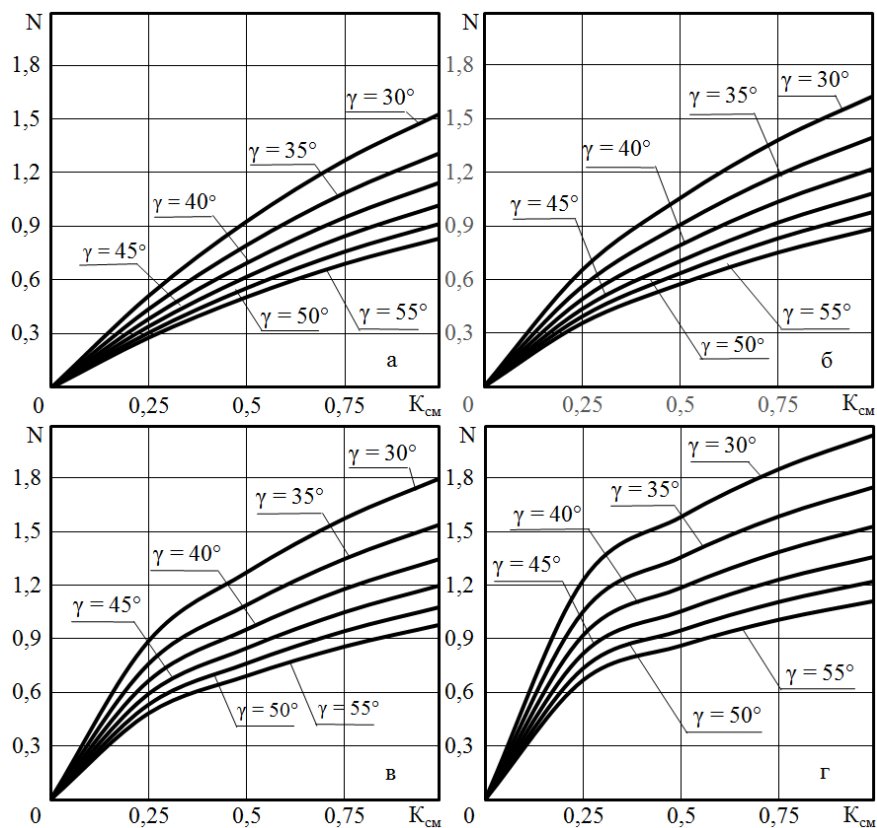 N
1,8
1,5
1,2
0,9
0,6
0,3
0
0,25
0,5
0,75
Kсм
γ = 30°
γ = 35°
γ = 40°
γ = 45°
γ = 50°
γ = 55°
а
N
1,8
1,5
1,2
0,9
0,6
0,3
0
0,25
0,5
0,75
Kсм
γ = 30°
γ = 35°
γ = 40°
γ = 45°
γ = 55°
γ = 50°
б
N
1,8
1,5
1,2
0,9
0,6
0,3
0
0,25
0,5
0,75
Kсм
γ = 30°
γ = 35°
γ = 40°
γ = 45°
γ = 50°
γ = 55°
в
N
1,8
1,5
1,2
0,9
0,6
0,3
0
0,25
0,5
0,75
Kсм
γ = 30°
γ = 35°
γ = 40°
γ = 45°
γ = 55°
γ = 50°
г